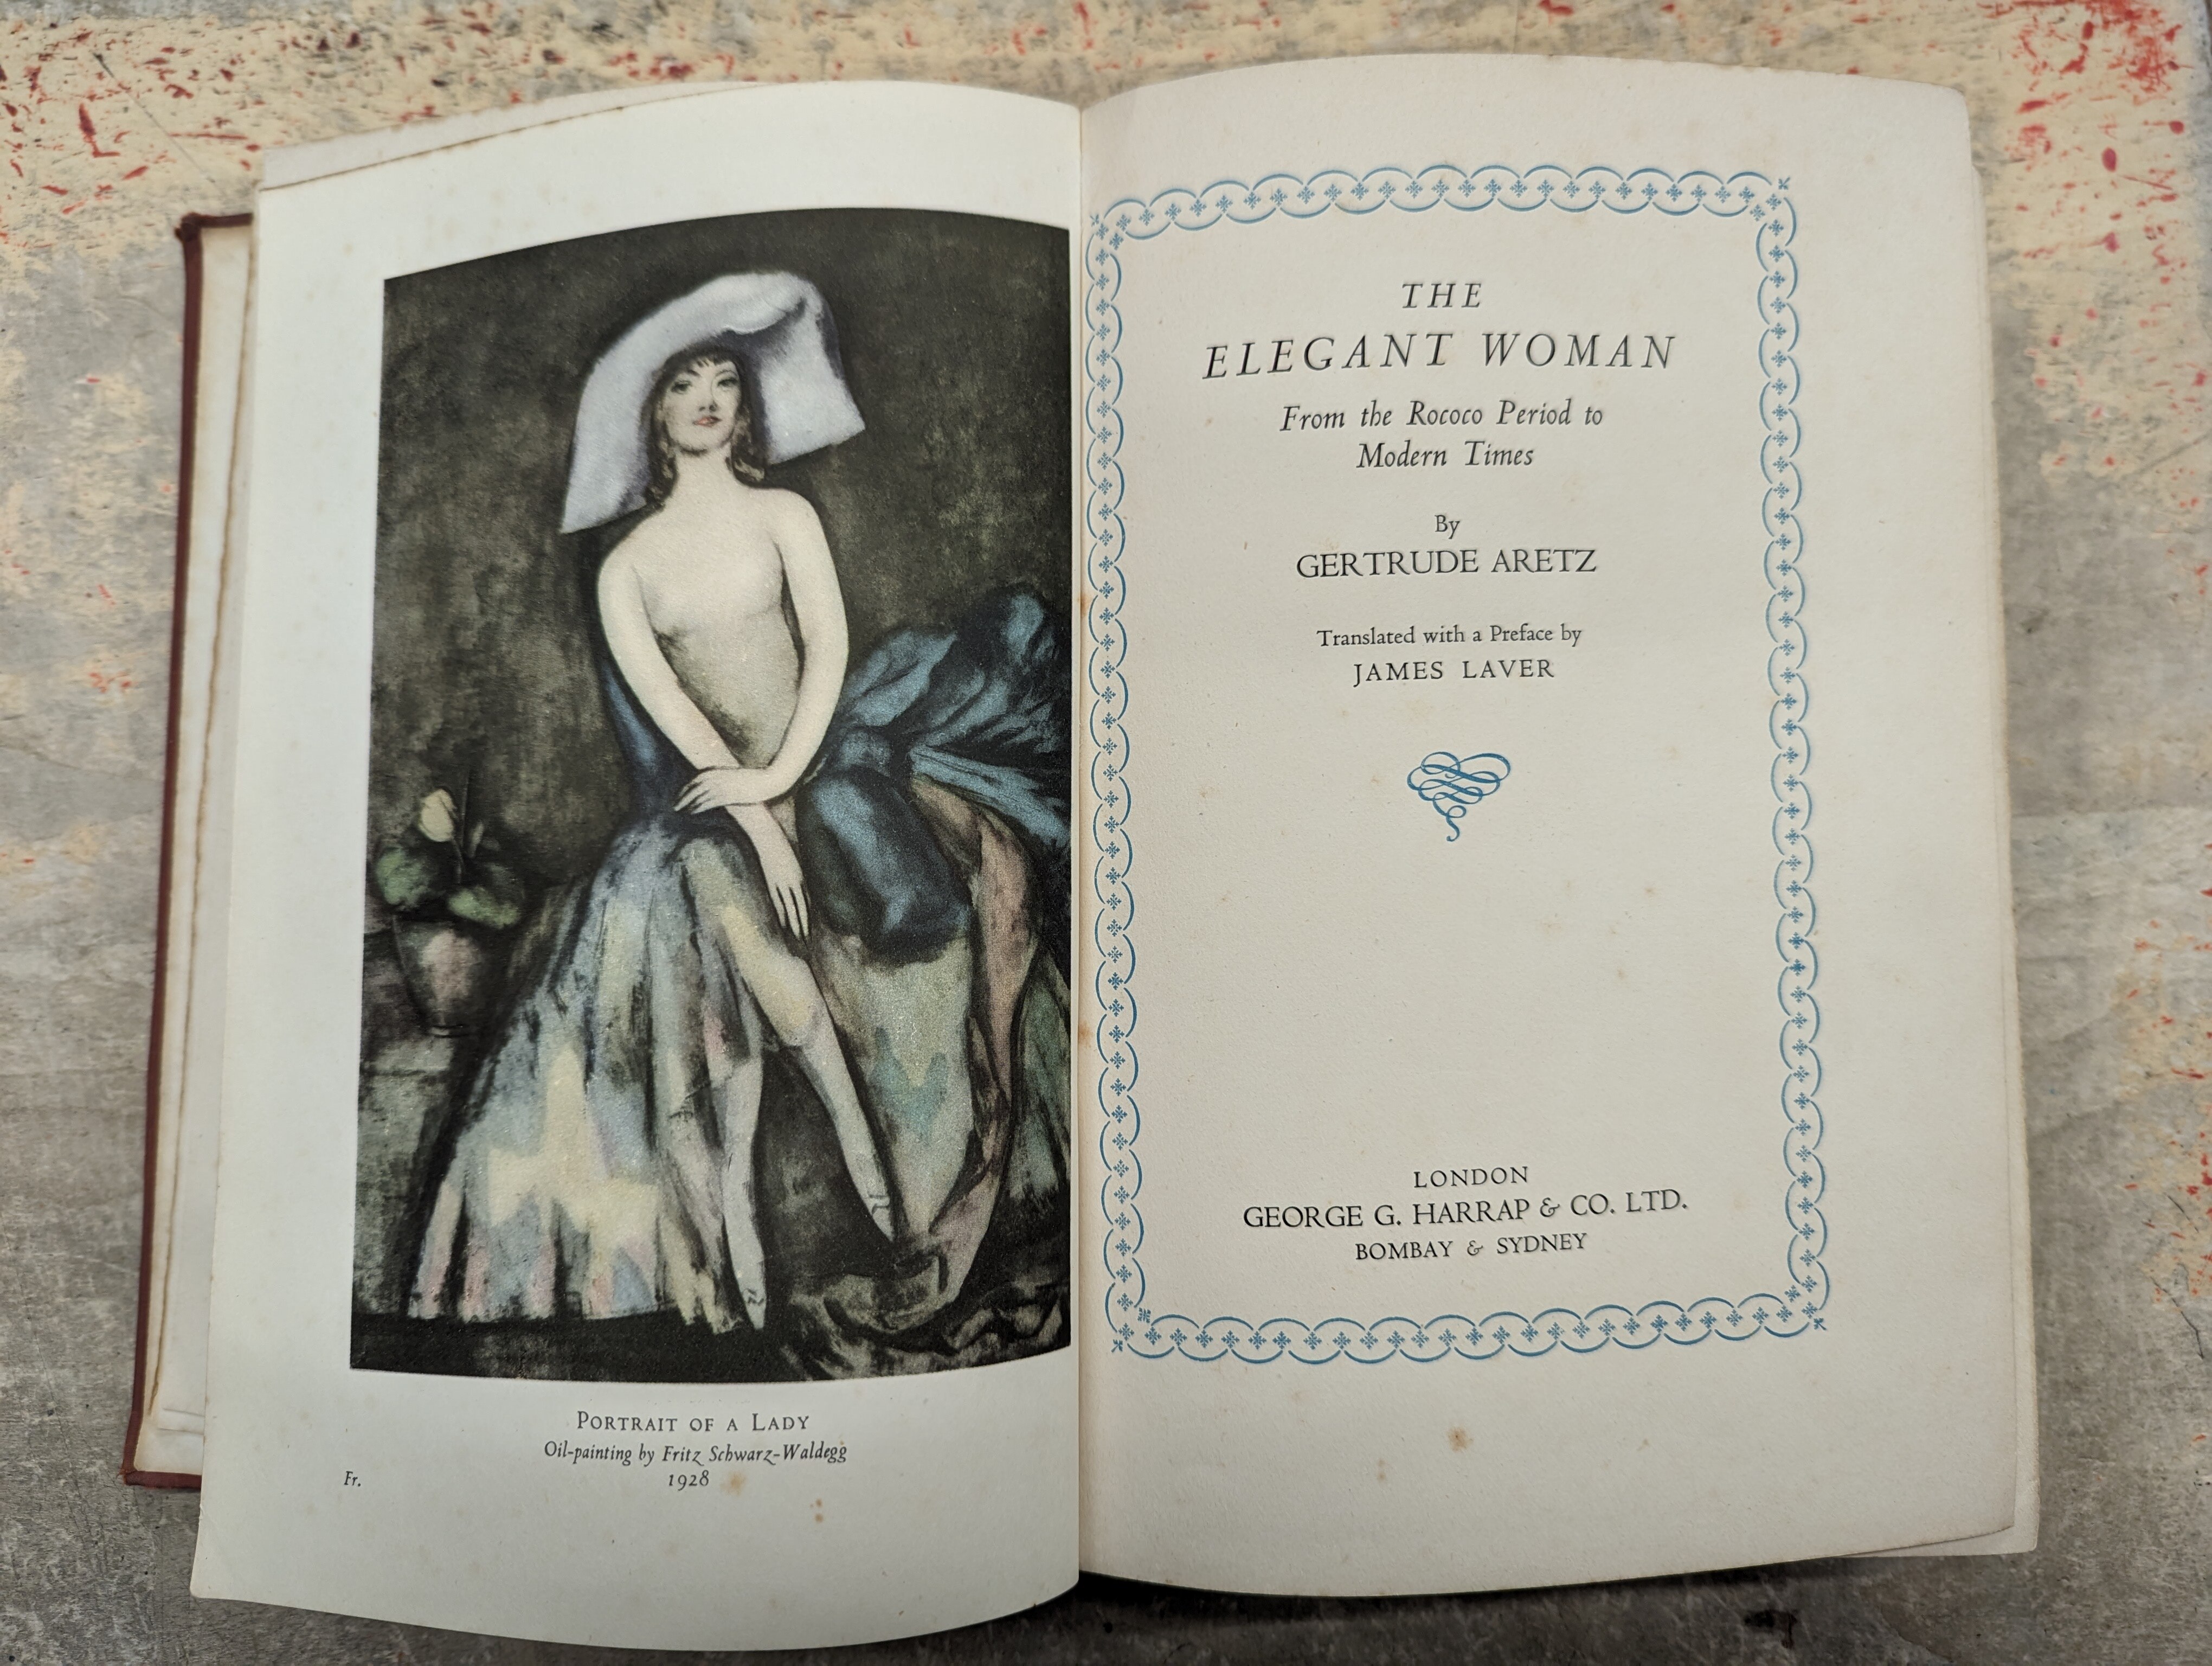 PORTRAIT OF A LADY
Oil-painting by Fritz Schwarz-Waldegg
1928
Fr.
THE
ELEGANT WOMAN
From the Rococo Period to
Modern Times
By
GERTRUDE ARETZ
Translated with a Preface by
JAMES LAVER
LONDON
GEORGE G. HARRAP & CO. LTD.
BOMBAY & SYDNEY